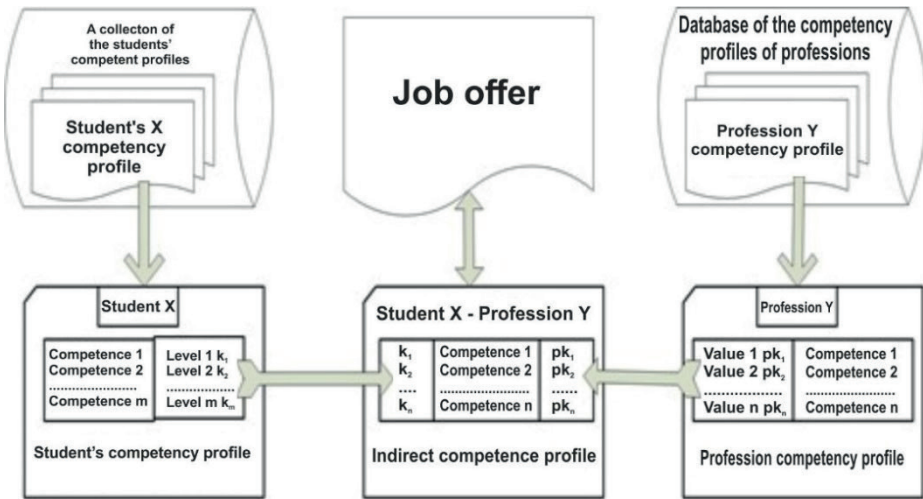 A collecton of
the students'
competent profiles
Student's X
competency
profile
Job offer
Database of the competency
profiles of professions
Profession Y
competency profile
Student X
Competence 1
Competence 2
.......................
Competence m
Level 1 k₁
Level 2 k₂
.................
Level m kₘ
Student's competency profile
Student X - Profession Y
k₁
k₂
....
kₙ
Competence 1
Competence 2
........................
Competence n
pk₁
pk₂
......
pkₙ
Indirect competence profile
Profession Y
Value 1 pk₁
Value 2 pk₂
.....................
Value n pkₙ
Competence 1
Competence 2
........................
Competence n
Profession competency profile